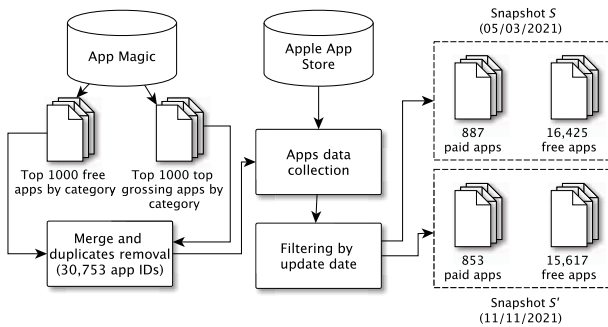 App Magic
Top 1000 free
apps by category
Top 1000 top
grossing apps by
category
Merge and
duplicates removal
(30,753 app IDs)
Apple App
Store
Apps data
collection
Filtering by
update date
Snapshot S
(05/03/2021)
887
paid apps
16,425
free apps
853
paid apps
15,617
free apps
Snapshot S'
(11/11/2021)